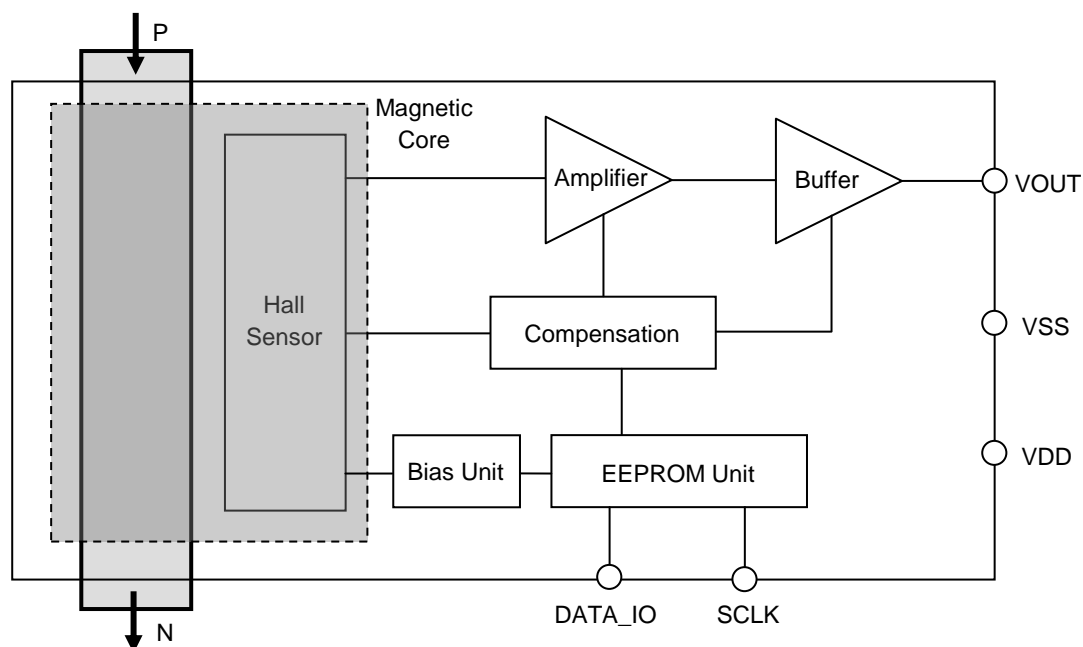 P
Magnetic
Core
Amplifier
Buffer
VOUT
Hall
Sensor
Compensation
VSS
Bias Unit
EEPROM Unit
VDD
DATA_IO
SCLK
N